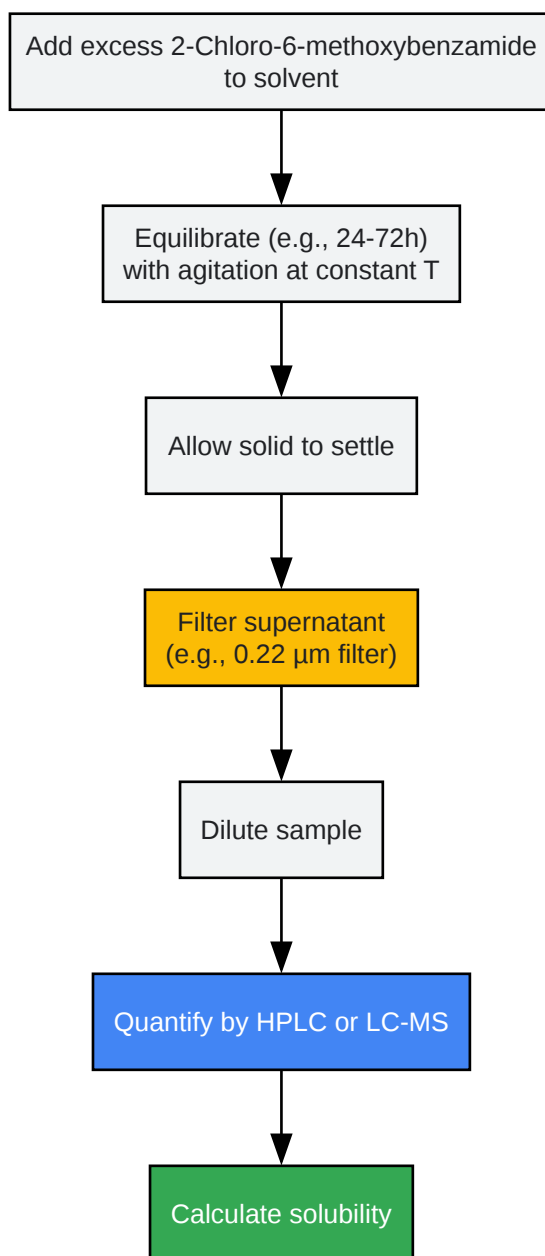 Add excess 2-Chloro-6-methoxybenzamide
to solvent
Equilibrate (e.g., 24-72h)
with agitation at constant T
Allow solid to settle
Filter supernatant
(e.g., 0.22 µm filter)
Dilute sample
Quantify by HPLC or LC-MS
Calculate solubility